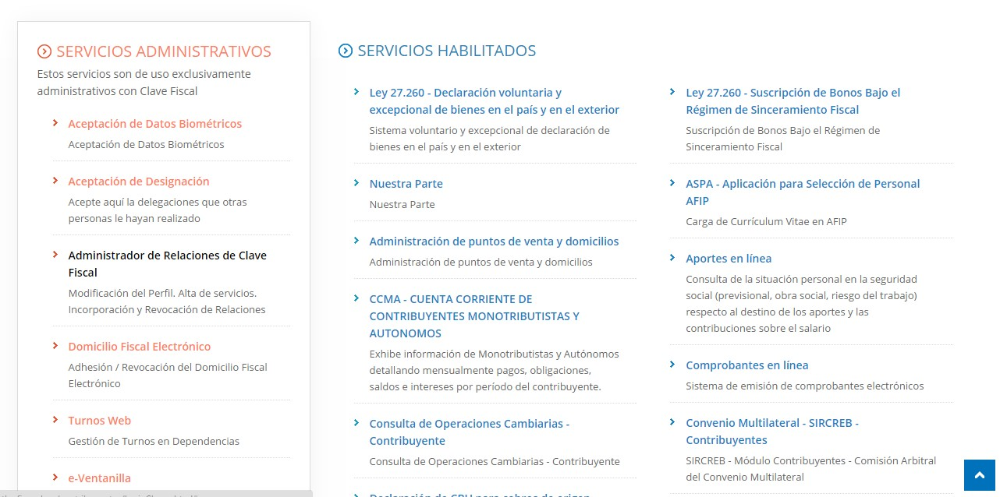 SERVICIOS ADMINISTRATIVOS
Estos servicios son de uso exclusivamente
administrativos con Clave Fiscal
Aceptación de Datos Biométricos
Aceptación de Datos Biométricos
Aceptación de Designación
Acepte aquí la delegaciones que otras
personas le hayan realizado
Administrador de Relaciones de Clave
Fiscal
Modificación del Perfil. Alta de servicios.
Incorporación y Revocación de Relaciones
Domicilio Fiscal Electrónico
Adhesión / Revocación del Domicilio Fiscal
Electrónico
Turnos Web
Gestión de Turnos en Dependencias
e-Ventanilla
SERVICIOS HABILITADOS
Ley 27.260 - Declaración voluntaria y
excepcional de bienes en el país y en el exterior
Sistema voluntario y excepcional de declaración de
bienes en el país y en el exterior
Nuestra Parte
Nuestra Parte
Administración de puntos de venta y domicilios
Administración de puntos de venta y domicilios
CCMA - CUENTA CORRIENTE DE
CONTRIBUYENTES MONOTRIBUTISTAS Y
AUTONOMOS
Exhibe información de Monotributistas y Autónomos
detallando mensualmente pagos, obligaciones,
saldos e intereses por período del contribuyente.
Consulta de Operaciones Cambiarias -
Contribuyente
Consulta de Operaciones Cambiarias - Contribuyente
Ley 27.260 - Suscripción de Bonos Bajo el
Régimen de Sinceramiento Fiscal
Suscripción de Bonos Bajo el Régimen de
Sinceramiento Fiscal
ASPA - Aplicación para Selección de Personal
AFIP
Carga de Currículum Vitae en AFIP
Aportes en línea
Consulta de la situación personal en la seguridad
social (previsional, obra social, riesgo del trabajo)
respecto al destino de los aportes y las
contribuciones sobre el salario
Comprobantes en línea
Sistema de emisión de comprobantes electrónicos
Convenio Multilateral - SIRCREB -
Contribuyentes
SIRCREB - Módulo Contribuyentes - Comisión Arbitral
del Convenio Multilateral